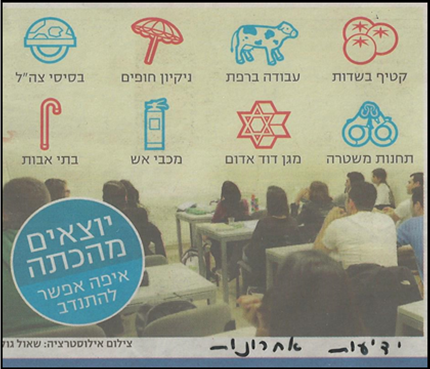 קטיף בשדות
עבודה ברפת
ניקיון חופים
בסיסי צה"ל
תחנות משטרה
מגן דוד אדום
מכבי אש
בתי אבות
יוצאים
מהכתה
איפה אפשר
להתנדב
צילום אילוסטרציה: שאול
ידיעות אחרונות